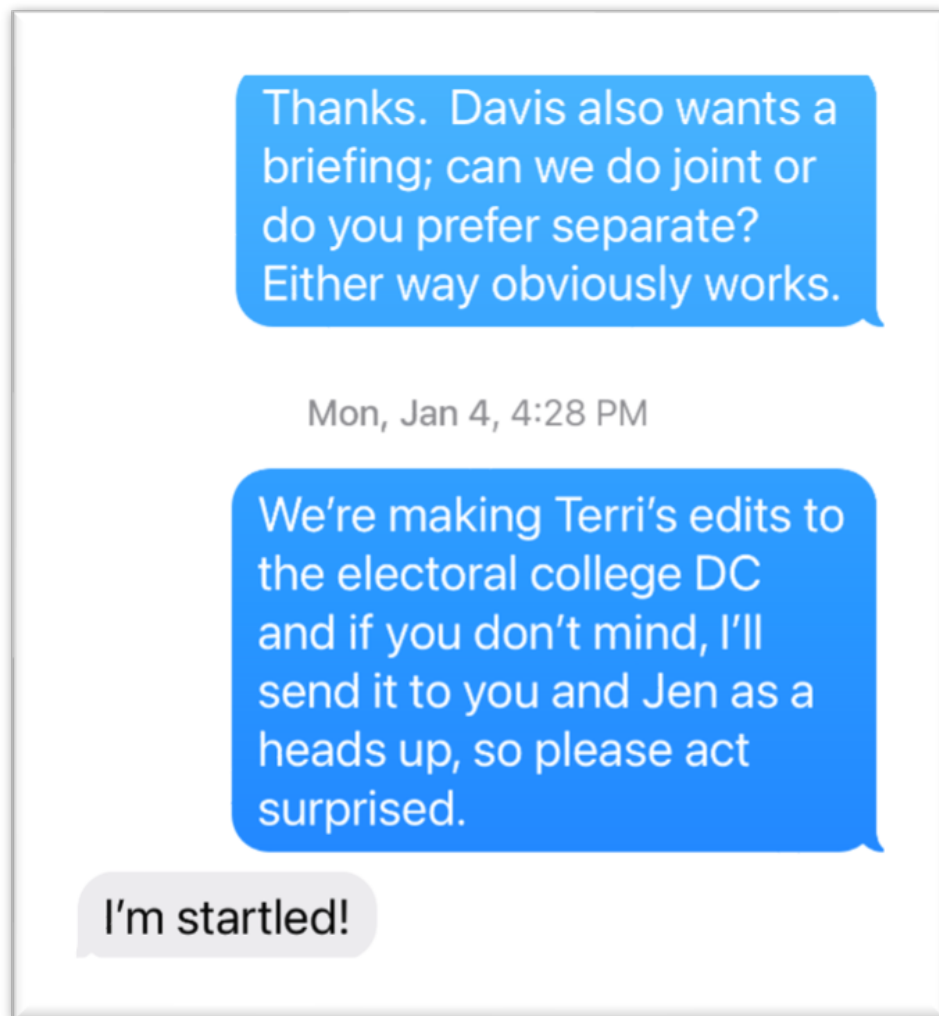 Thanks.  Davis also wants a
briefing; can we do joint or
do you prefer separate?
Either way obviously works.
Mon, Jan 4, 4:28 PM
We’re making Terri’s edits to
the electoral college DC
and if you don’t mind, I’ll
send it to you and Jen as a
heads up, so please act
surprised.
I’m startled!